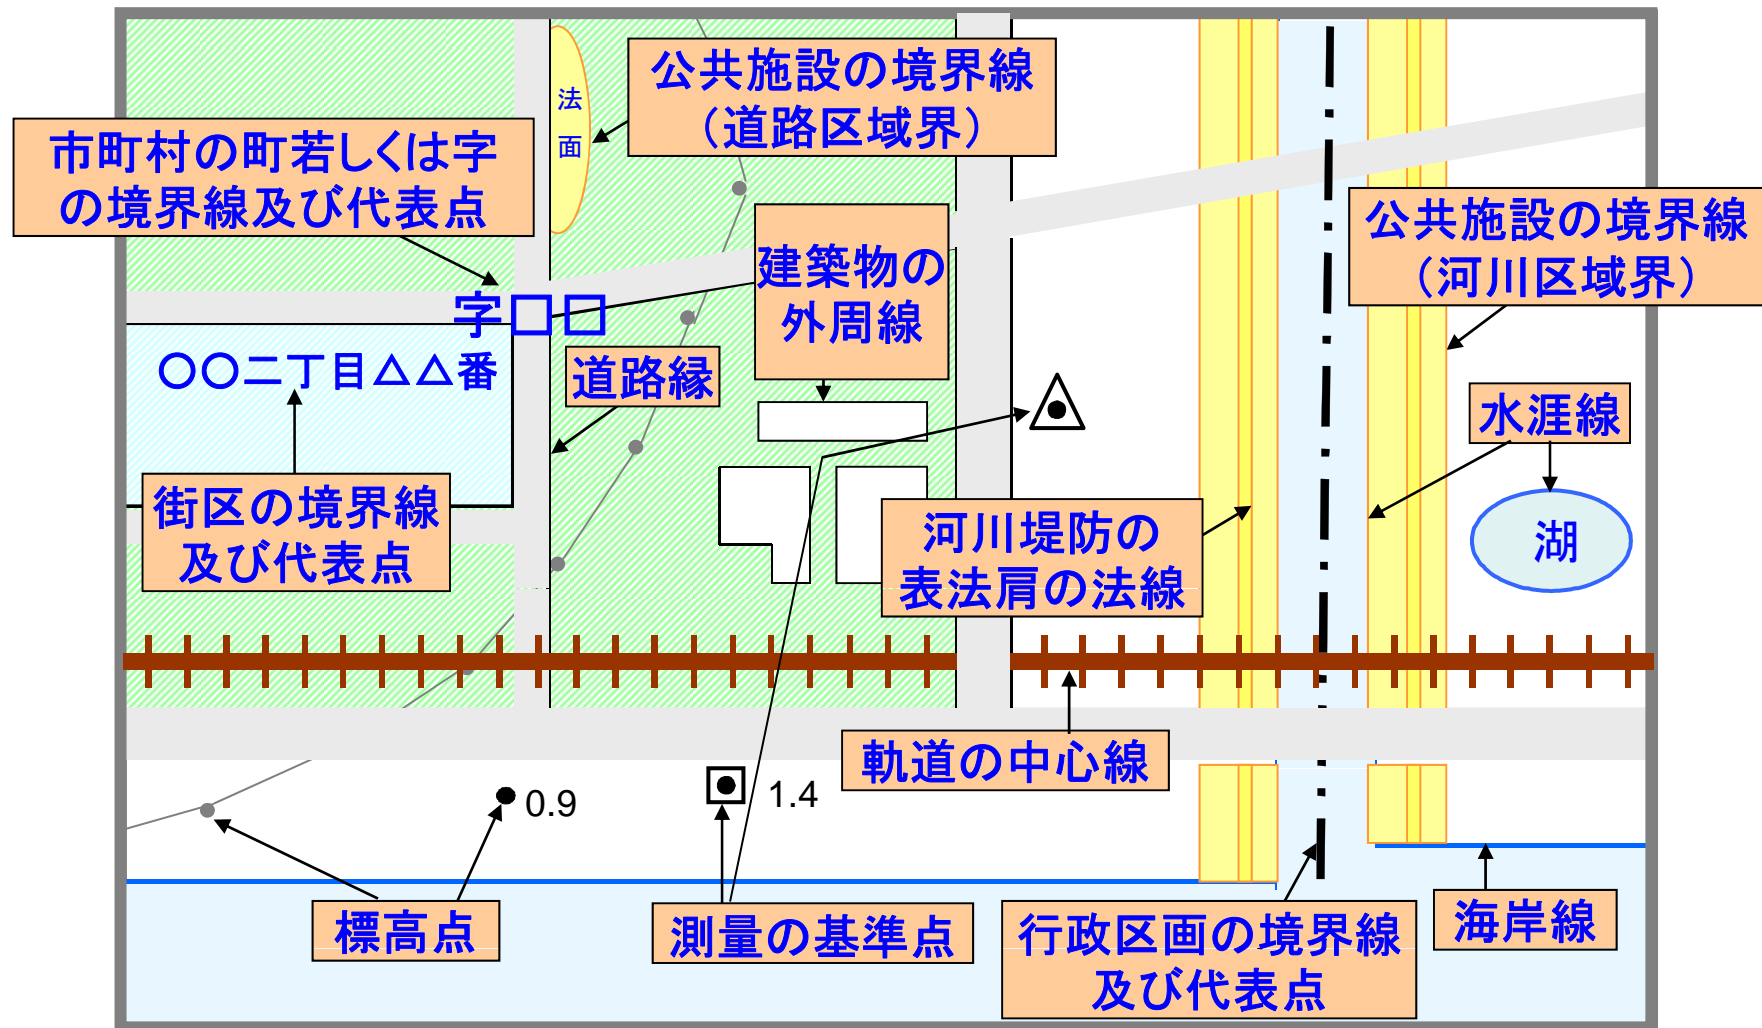 公共施設の境界線
（道路区域界）
法
面
市町村の町若しくは字
の境界線及び代表点
公共施設の境界線
（河川区域界）
建築物の
外周線
字□□
道路縁
〇〇二丁目△△番
水涯線
街区の境界線
及び代表点
河川堤防の
表法肩の法線
湖
軌道の中心線
0.9
1.4
標高点
測量の基準点
行政区画の境界線
及び代表点
海岸線